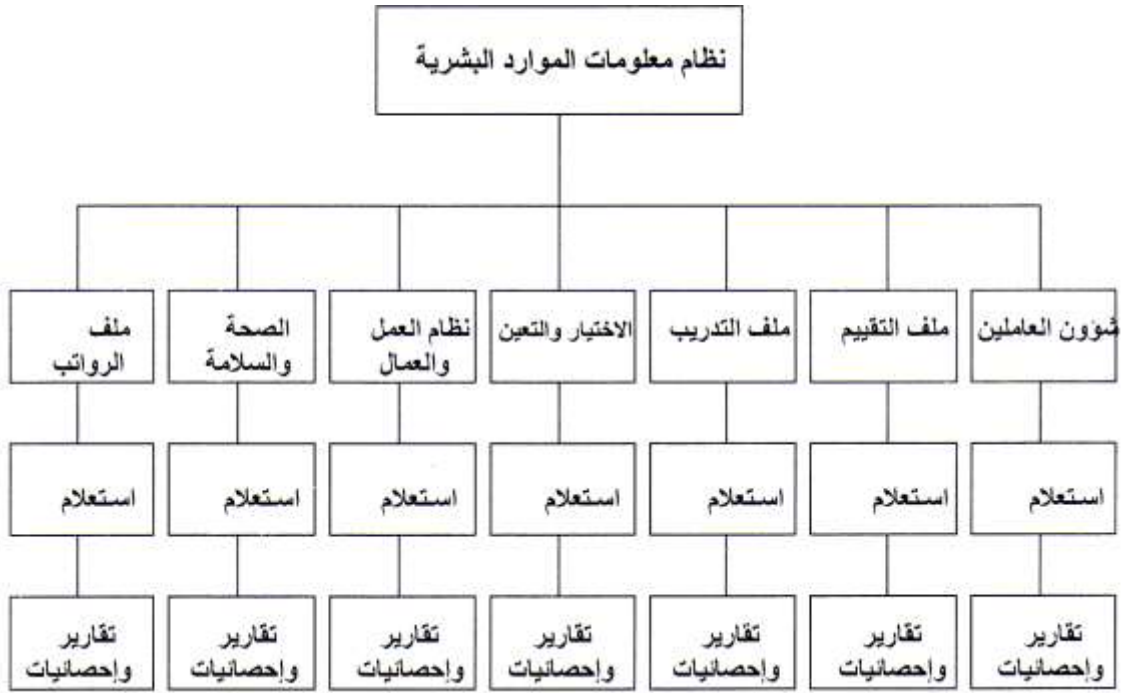 نظام معلومات الموارد البشرية
شؤون العاملين
ملف التقييم
ملف التدريب
الاختيار والتعين
نظام العمل
والعمال
الصحة
والسلامة
ملف
الرواتب
استعلام
استعلام
استعلام
استعلام
استعلام
استعلام
استعلام
تقارير
وإحصائيات
تقارير
وإحصائيات
تقارير
وإحصائيات
تقارير
وإحصائيات
تقارير
وإحصائيات
تقارير
وإحصائيات
تقارير
وإحصائيات